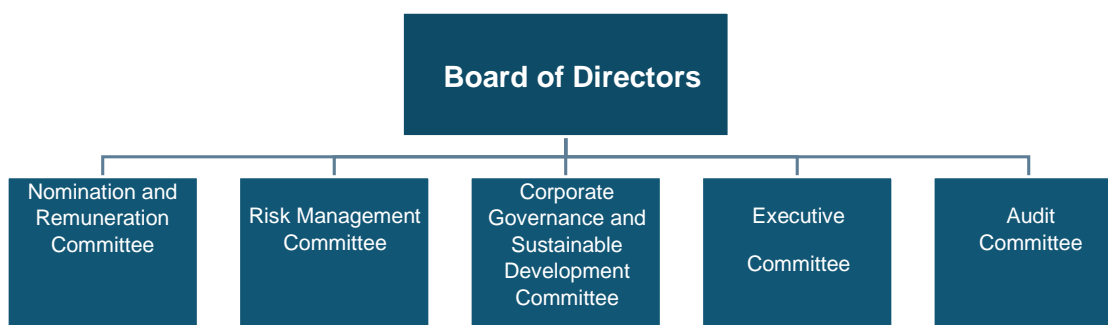 Board of Directors
Nomination and
Remuneration
Committee
Risk Management
Committee
Corporate
Governance and
Sustainable
Development
Committee
Executive
Committee
Audit
Committee